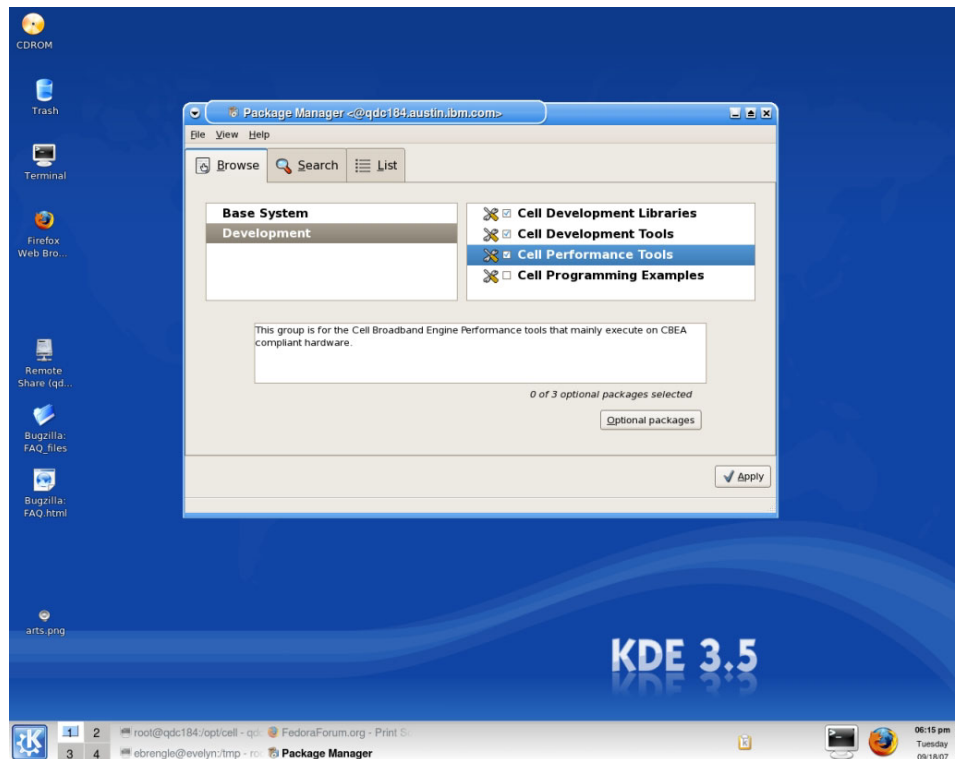 CDROM
Trash
Terminal
Firefox
Web Bro...
Remote
Share (qd...
Bugzilla:
FAQ_files
Bugzilla:
FAQ.html
arts.png
Package Manager <@qdc184.austin.ibm.com>
File View Help
Browse Search List
Base System
Development
Cell Development Libraries
Cell Development Tools
Cell Performance Tools
Cell Programming Examples
This group is for the Cell Broadband Engine Performance tools that mainly execute on CBEA
compliant hardware.
0 of 3 optional packages selected
Optional packages
Apply
KDE 3.5
1 2 root@qdc184:/opt/cell - qdc FedoraForum.org - Print
3 4 ebrengle@evelyn:/tmp - Package Manager
06:15 pm
Tuesday
09/18/07